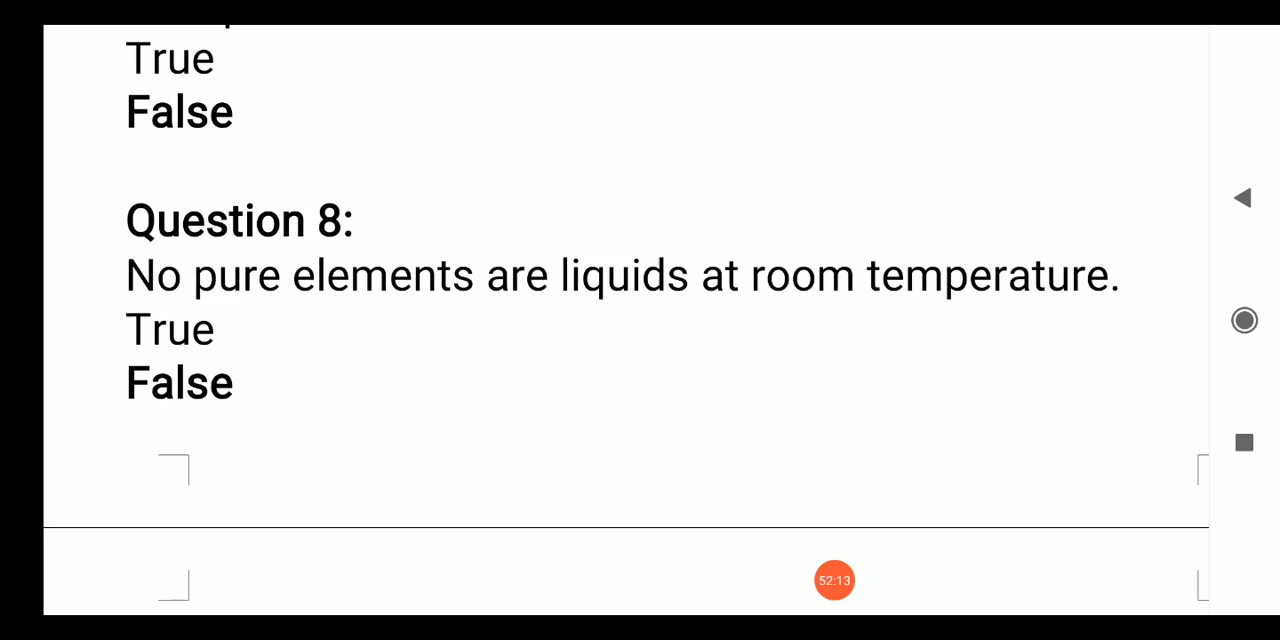 True
False
Question 8:
No pure elements are liquids at room temperature.
True
False
52:13